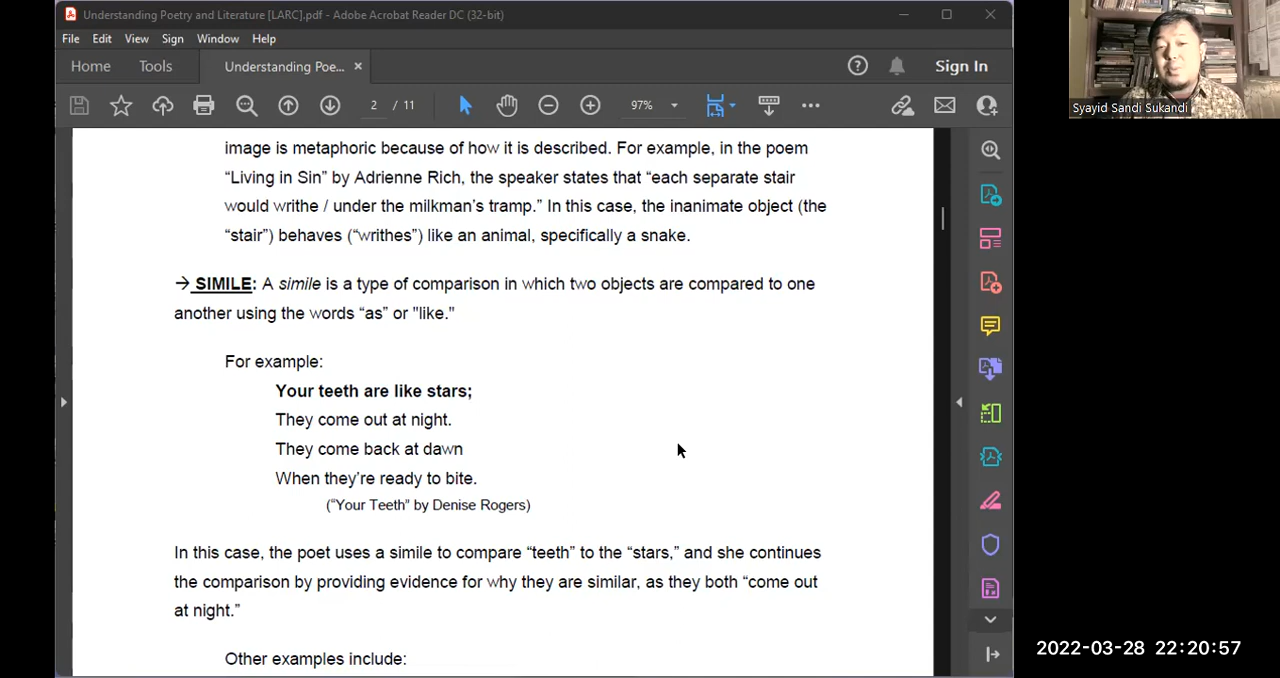 Understanding Poetry and Literature [LARC].pdf - Adobe Acrobat Reader DC (32-bit)
File Edit View Sign Window Help
Home Tools Understanding Poe... × Sign In
2 / 11 97%
image is metaphoric because of how it is described. For example, in the poem
“Living in Sin” by Adrienne Rich, the speaker states that “each separate stair
would writhe / under the milkman’s tramp.” In this case, the inanimate object (the
“stair”) behaves (“writhes”) like an animal, specifically a snake.
→ SIMILE: A simile is a type of comparison in which two objects are compared to one
another using the words “as” or "like."
For example:
Your teeth are like stars;
They come out at night.
They come back at dawn
When they’re ready to bite.
(“Your Teeth” by Denise Rogers)
In this case, the poet uses a simile to compare “teeth” to the “stars,” and she continues
the comparison by providing evidence for why they are similar, as they both “come out
at night.”
Other examples include:
Syayid Sandi Sukandi
2022-03-28 22:20:57